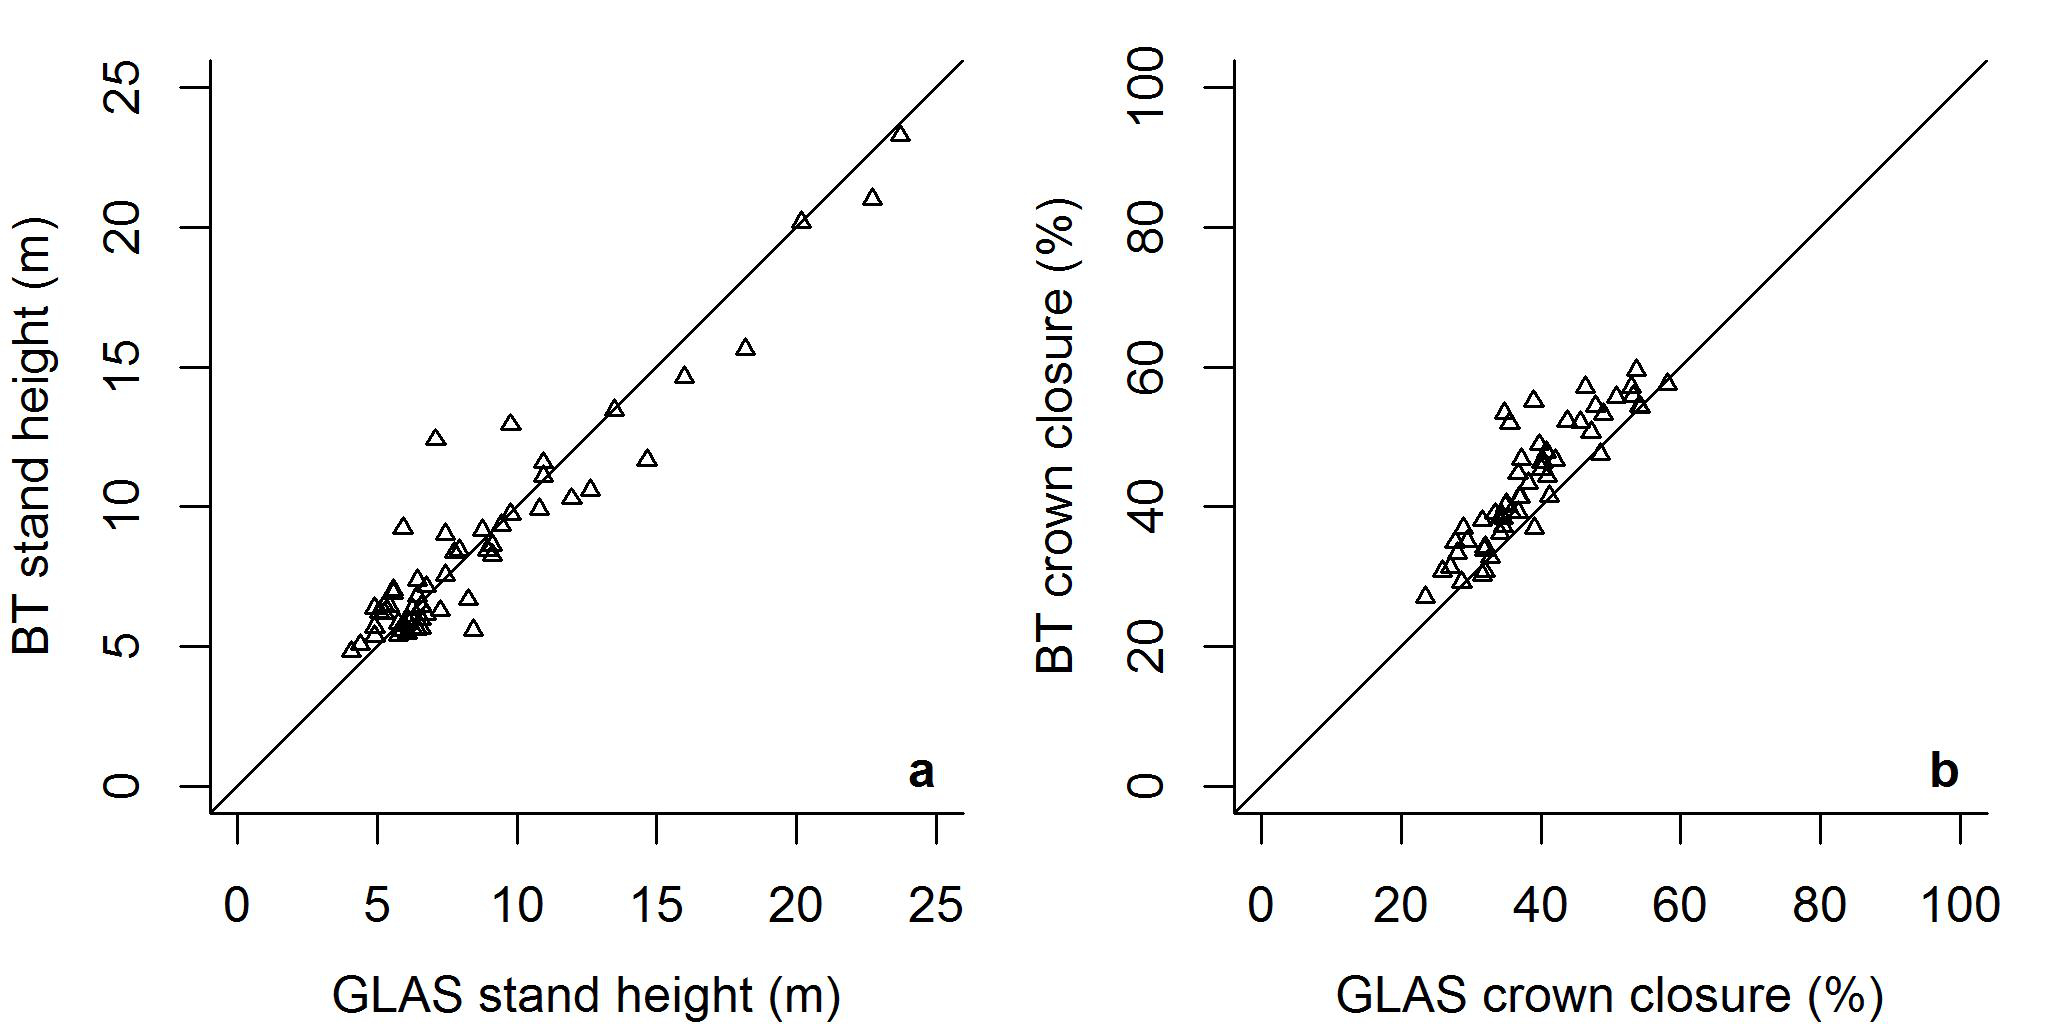 BT stand height (m)
25
20
15
10
5
0
a
0 5 10 15 20 25
GLAS stand height (m)
BT crown closure (%)
100
80
60
40
20
0
b
0 20 40 60 80 100
GLAS crown closure (%)